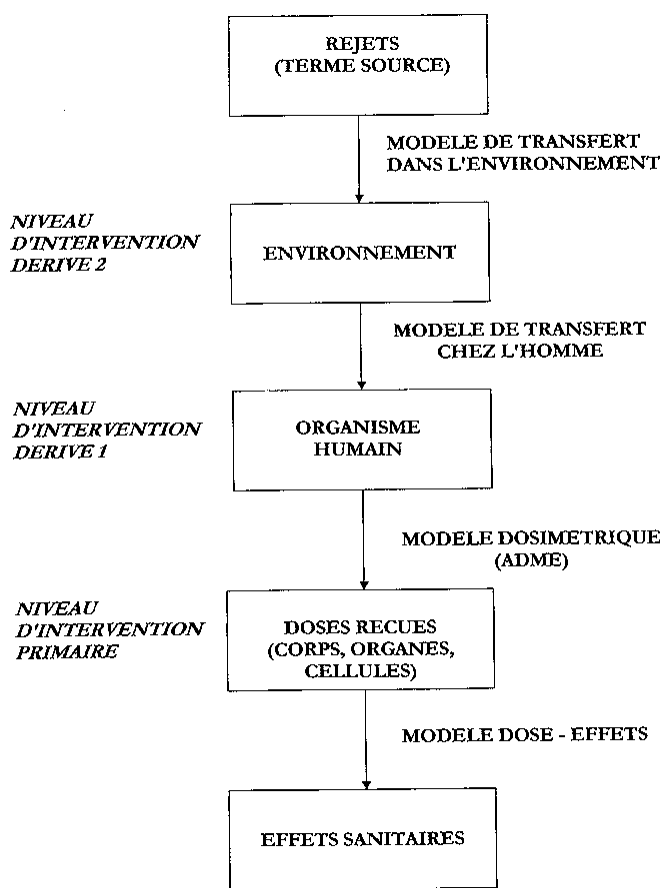 REJETS
(TERME SOURCE)
MODELE DE TRANSFERT
DANS L'ENVIRONNEMENT
NIVEAU
D'INTERVENTION
DERIVE 2
ENVIRONNEMENT
MODELE DE TRANSFERT
CHEZ L'HOMME
NIVEAU
D'INTERVENTION
DERIVE 1
ORGANISME
HUMAIN
MODELE DOSIMETRIQUE
(ADME)
NIVEAU
D'INTERVENTION
PRIMAIRE
DOSES RECUES
(CORPS, ORGANES,
CELLULES)
MODELE DOSE - EFFETS
EFFETS SANITAIRES